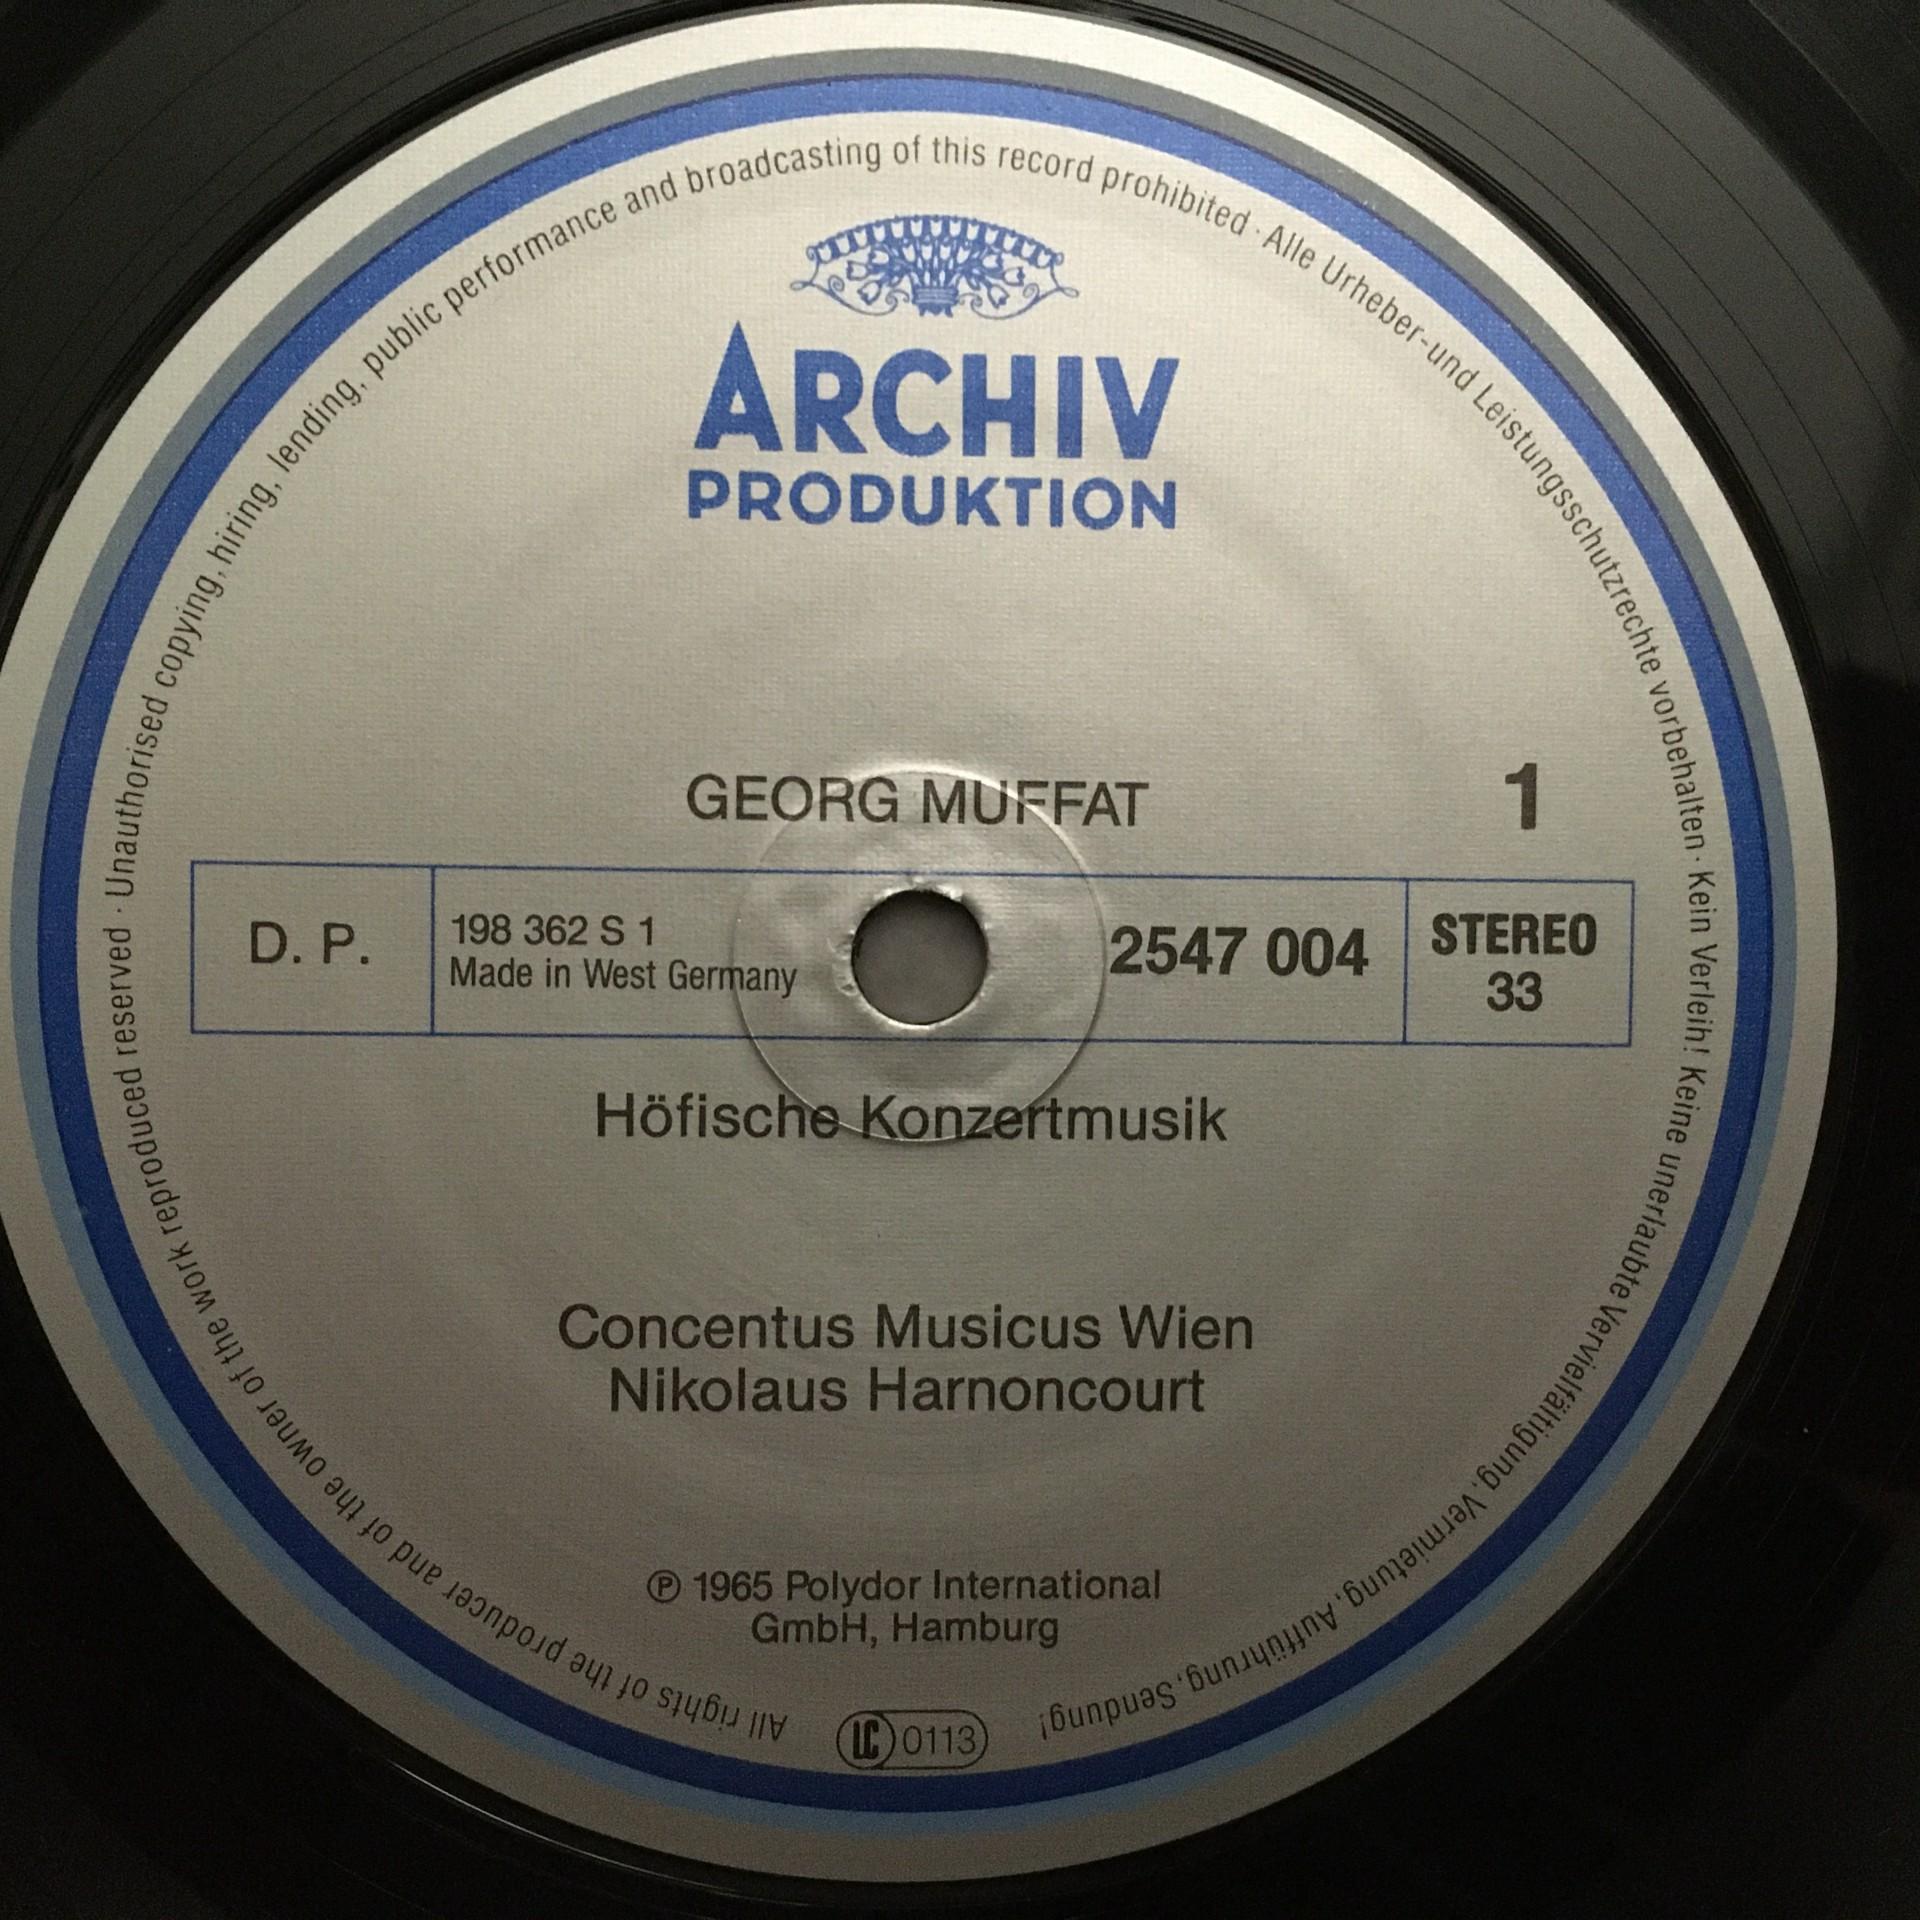 All rights of the producer and of the owner of the work reproduced reserved · Unauthorised copying, hiring, lending, public performance and broadcasting of this record prohibited · Alle Urheber-und Leistungsschutzrechte vorbehalten · Kein Verleih! Keine unerlaubte Vervielfältigung, Vermietung, Aufführung, Sendung!
ARCHIV
PRODUKTION
GEORG MUFFAT
1
D. P.
198 362 S 1
Made in West Germany
2547 004
STEREO
33
Höfische Konzertmusik
Concentus Musicus Wien
Nikolaus Harnoncourt
℗ 1965 Polydor International
GmbH, Hamburg
LC 0113